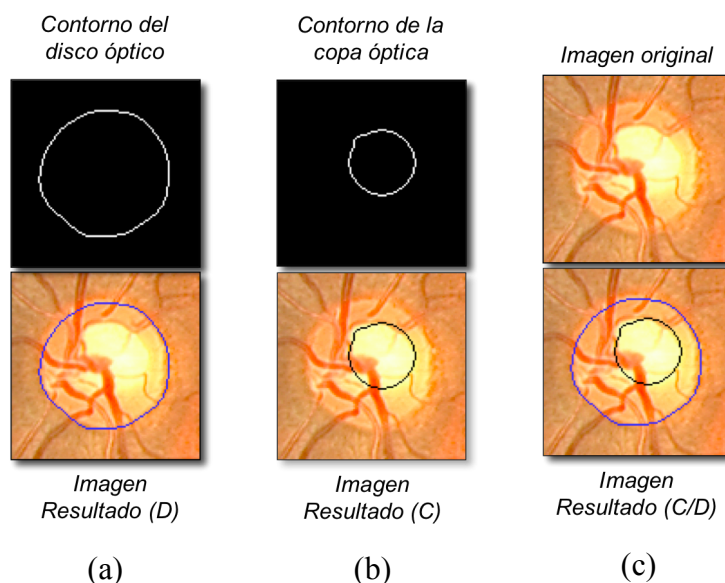 Contorno del
disco óptico
Contorno de la
copa óptica
Imagen original
Imagen
Resultado (D)
Imagen
Resultado (C)
Imagen
Resultado (C/D)
(a)
(b)
(c)